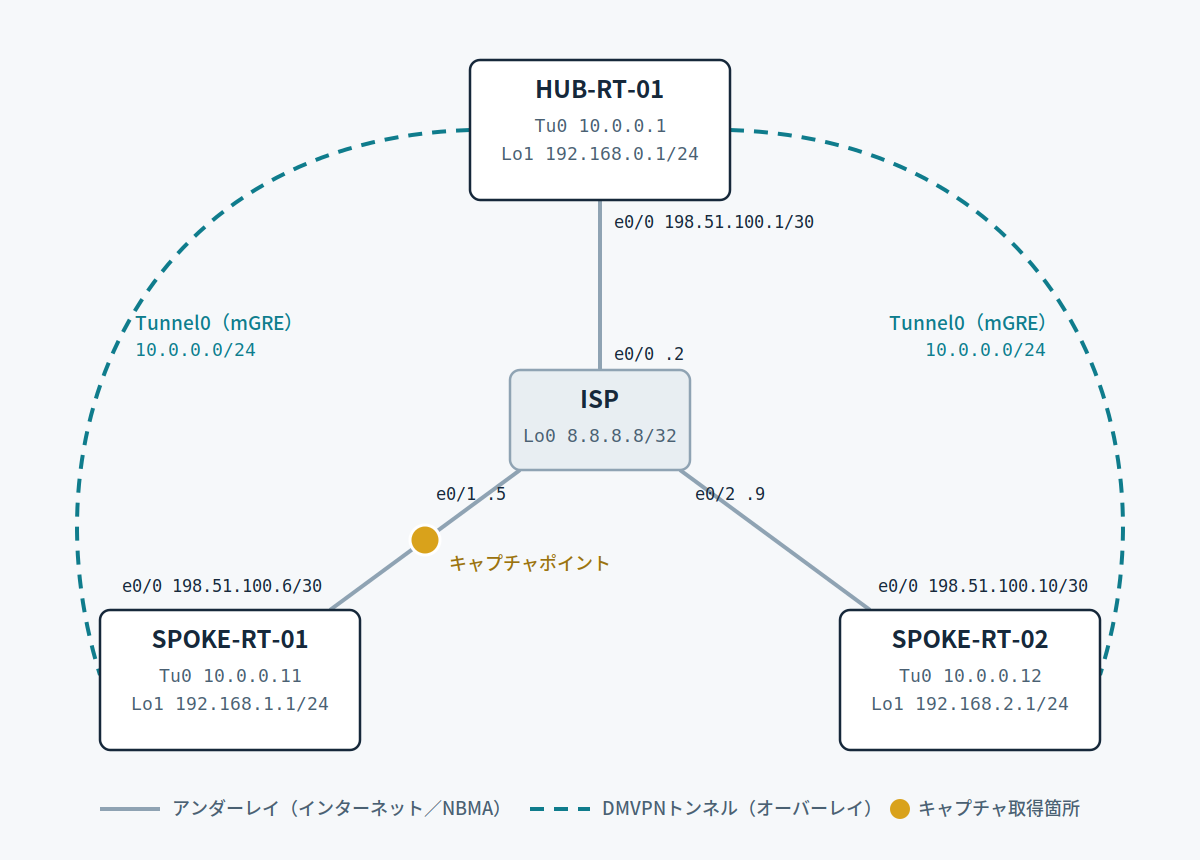 HUB-RT-01
Tu0 10.0.0.1
Lo1 192.168.0.1/24
e0/0 198.51.100.1/30
Tunnel0（mGRE）
10.0.0.0/24
Tunnel0（mGRE）
10.0.0.0/24
e0/0 .2
ISP
Lo0 8.8.8.8/32
e0/1 .5
e0/2 .9
キャプチャポイント
e0/0 198.51.100.6/30
e0/0 198.51.100.10/30
SPOKE-RT-01
Tu0 10.0.0.11
Lo1 192.168.1.1/24
SPOKE-RT-02
Tu0 10.0.0.12
Lo1 192.168.2.1/24
アンダーレイ（インターネット／NBMA）
DMVPNトンネル（オーバーレイ）
キャプチャ取得箇所